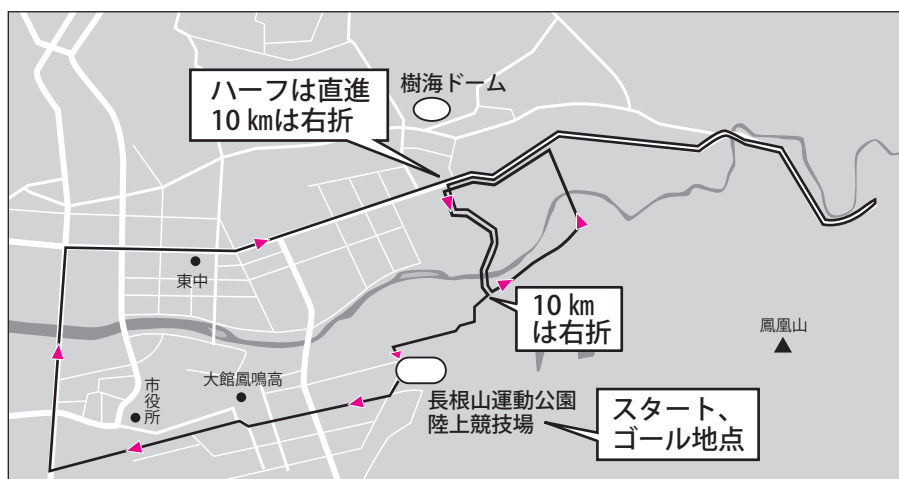 樹海ドーム
ハーフは直進
10 ㎞は右折
東中
10 ㎞
は右折
鳳凰山
大館鳳鳴高
市役所
長根山運動公園
陸上競技場
スタート、
ゴール地点